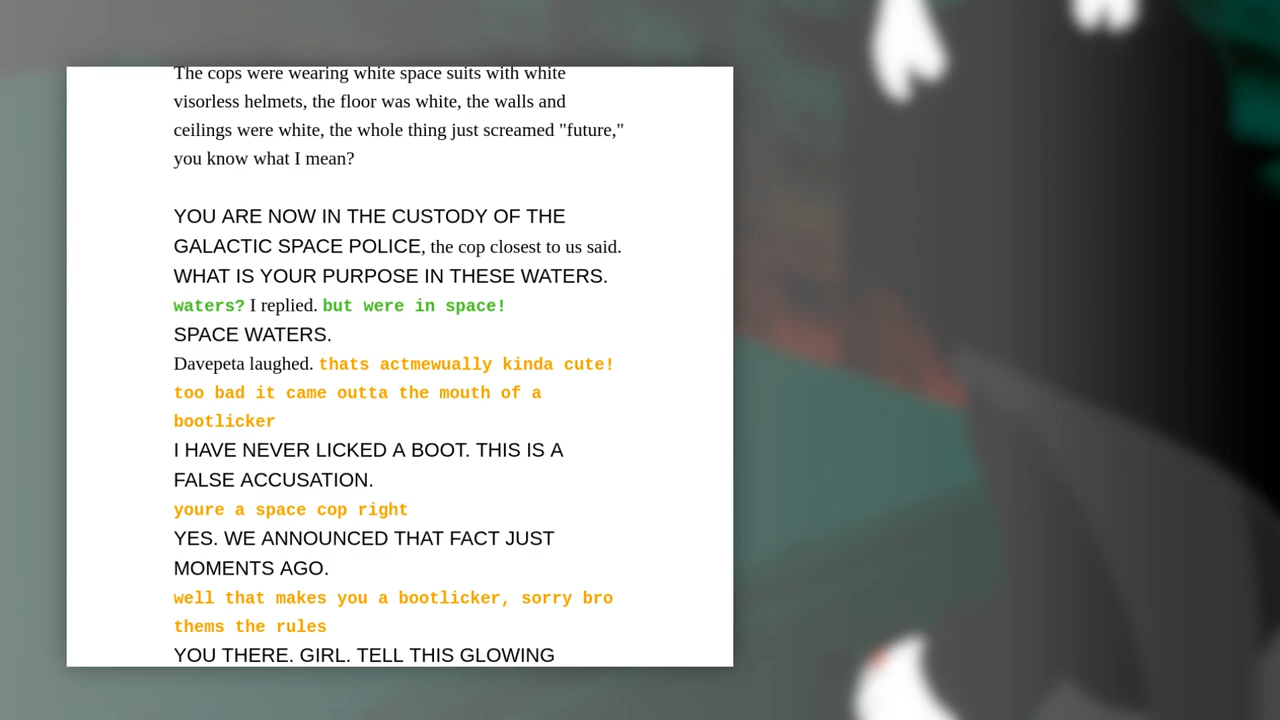 The cops were wearing white space suits with white
visorless helmets, the floor was white, the walls and
ceilings were white, the whole thing just screamed "future,"
you know what I mean?
YOU ARE NOW IN THE CUSTODY OF THE
GALACTIC SPACE POLICE, the cop closest to us said.
WHAT IS YOUR PURPOSE IN THESE WATERS.
waters? I replied. but were in space!
SPACE WATERS.
Davepeta laughed. thats actmewually kinda cute!
too bad it came outta the mouth of a
bootlicker
I HAVE NEVER LICKED A BOOT. THIS IS A
FALSE ACCUSATION.
youre a space cop right
YES. WE ANNOUNCED THAT FACT JUST
MOMENTS AGO.
well that makes you a bootlicker, sorry bro
thems the rules
YOU THERE. GIRL. TELL THIS GLOWING